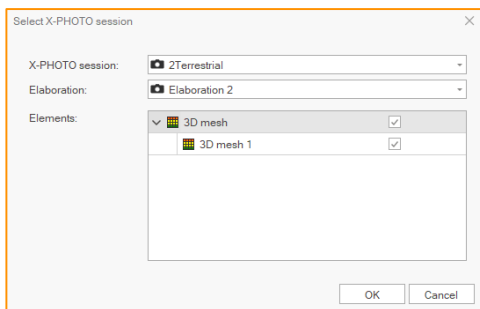 Select X-PHOTO session
X-PHOTO session: 2Terrestrial
Elaboration: Elaboration 2
Elements: 3D mesh
3D mesh 1
OK Cancel